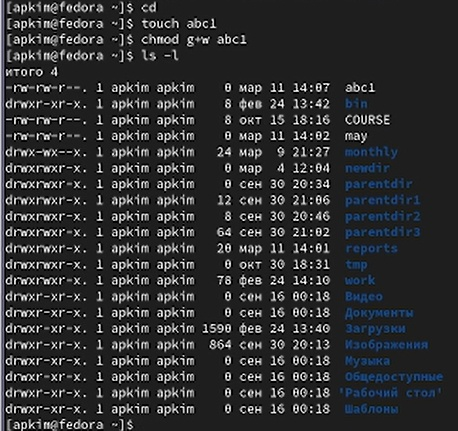 [apkim@fedora ~]$ cd
[apkim@fedora ~]$ touch abc1
[apkim@fedora ~]$ chmod g+w abc1
[apkim@fedora ~]$ ls -l
итого 4
-rw-rw-r--. 1 apkim apkim 0 мар 11 14:07 abc1
drwxr-xr-x. 1 apkim apkim 8 фев 24 13:42 bin
-rw-rw-r--. 1 apkim apkim 8 окт 15 18:16 COURSE
-rw-rw-r--. 1 apkim apkim 0 мар 11 14:02 may
drwx-wx--x. 1 apkim apkim 24 мар 9 21:27 monthly
drwxrwxr-x. 1 apkim apkim 0 мар 4 12:04 newdir
drwxrwxr-x. 1 apkim apkim 0 сен 30 20:34 parentdir
drwxrwxr-x. 1 apkim apkim 12 сен 30 21:06 parentdir1
drwxrwxr-x. 1 apkim apkim 8 сен 30 20:46 parentdir2
drwxrwxr-x. 1 apkim apkim 64 сен 30 21:02 parentdir3
drwxrwxr-x. 1 apkim apkim 20 мар 11 14:01 reports
drwxrwxr-x. 1 apkim apkim 0 окт 30 18:31 tmp
drwxrwxr-x. 1 apkim apkim 78 фев 24 14:10 work
drwxr-xr-x. 1 apkim apkim 0 сен 16 00:18 Видео
drwxr-xr-x. 1 apkim apkim 0 сен 16 00:18 Документы
drwxr-xr-x. 1 apkim apkim 1590 фев 24 13:40 Загрузки
drwxr-xr-x. 1 apkim apkim 864 сен 30 20:13 Изображения
drwxr-xr-x. 1 apkim apkim 0 сен 16 00:18 Музыка
drwxr-xr-x. 1 apkim apkim 0 сен 16 00:18 Общедоступные
drwxr-xr-x. 1 apkim apkim 0 сен 16 00:18 'Рабочий стол'
drwxr-xr-x. 1 apkim apkim 0 сен 16 00:18 Шаблоны
[apkim@fedora ~]$